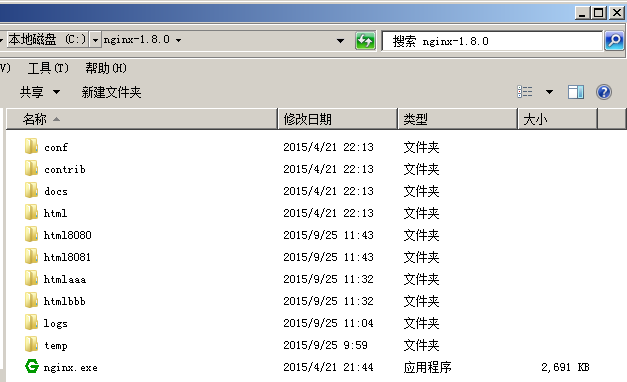 本地磁盘 (C:) nginx-1.8.0 搜索 nginx-1.8.0
V) 工具(T) 帮助(H)
共享 新建文件夹
名称 修改日期 类型 大小
conf 2015/4/21 22:13 文件夹
contrib 2015/4/21 22:13 文件夹
docs 2015/4/21 22:13 文件夹
html 2015/4/21 22:13 文件夹
html8080 2015/9/25 11:43 文件夹
html8081 2015/9/25 11:43 文件夹
htmlaaa 2015/9/25 11:32 文件夹
htmlbbb 2015/9/25 11:32 文件夹
logs 2015/9/25 11:04 文件夹
temp 2015/9/25 9:59 文件夹
nginx.exe 2015/4/21 21:44 应用程序 2,691 KB